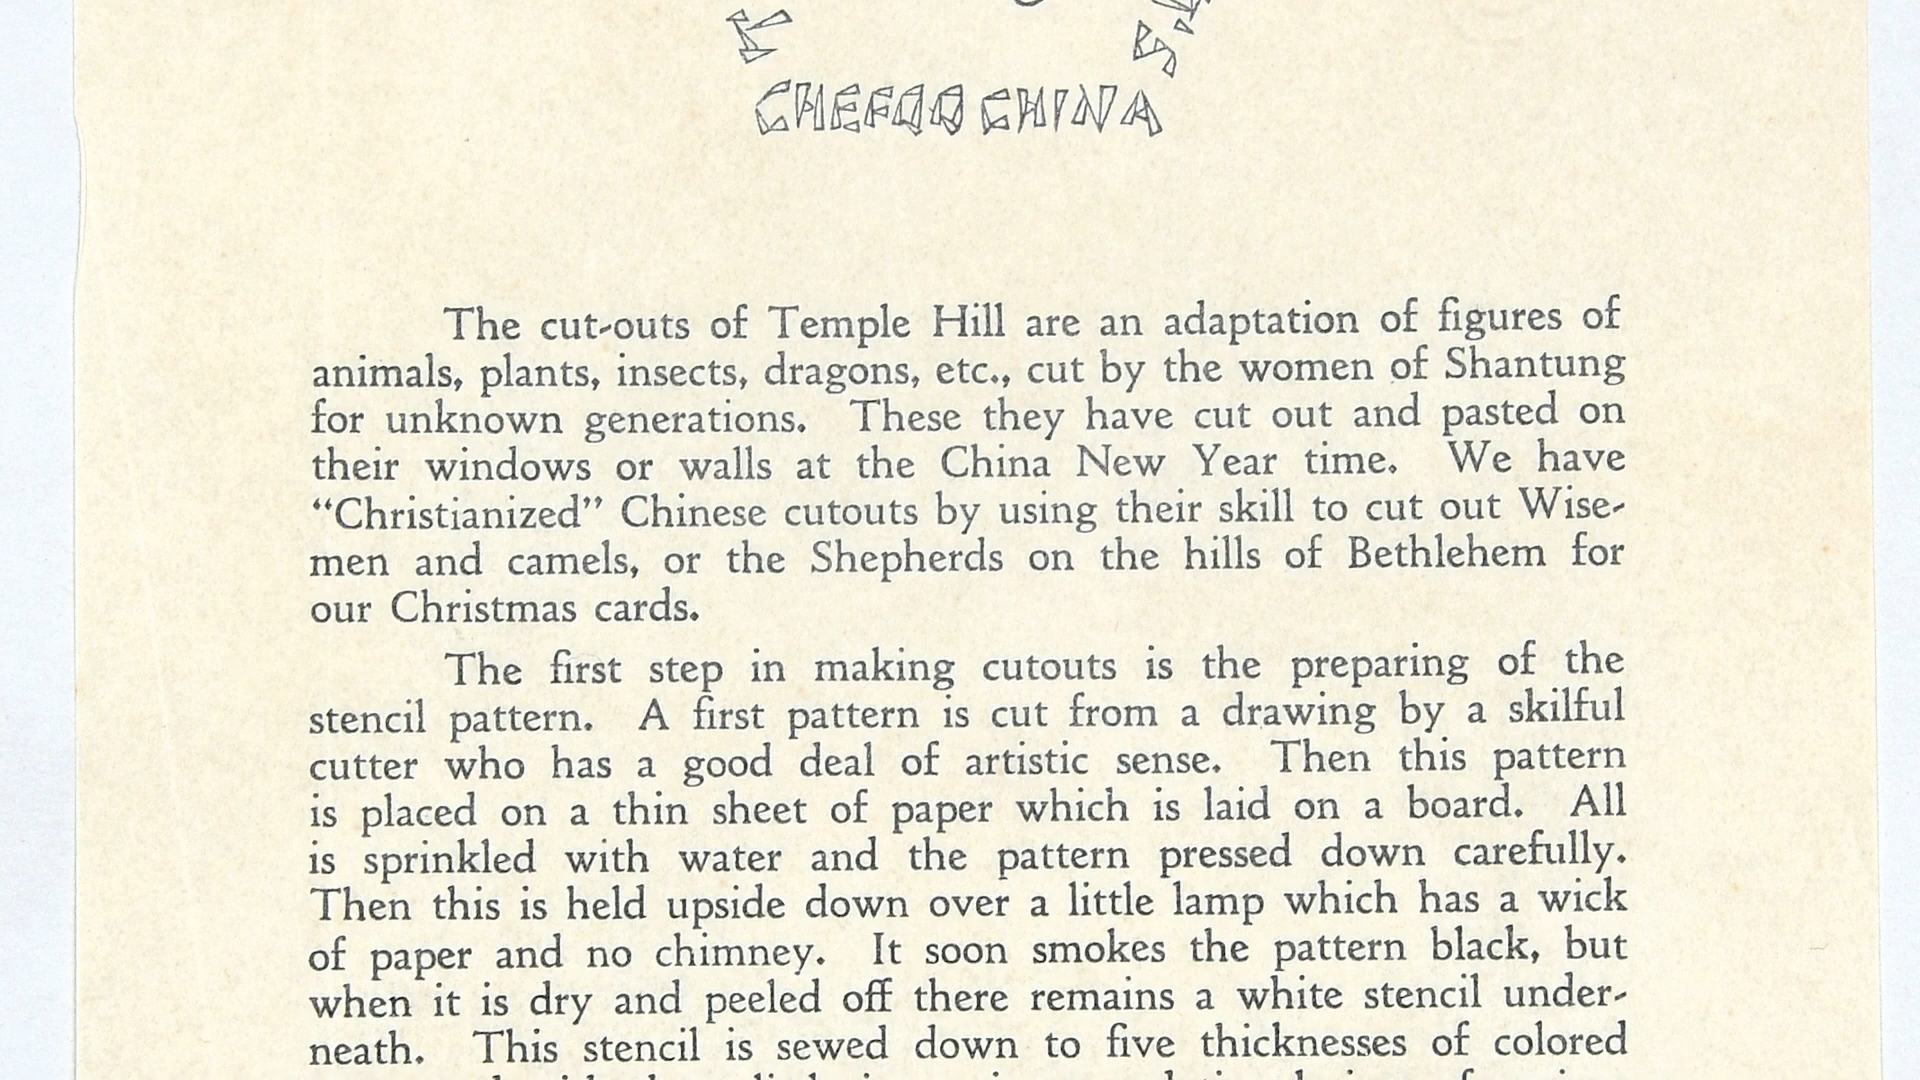 CHEFOO CHINA
The cut-outs of Temple Hill are an adaptation of figures of
animals, plants, insects, dragons, etc., cut by the women of Shantung
for unknown generations. These they have cut out and pasted on
their windows or walls at the China New Year time. We have
“Christianized” Chinese cutouts by using their skill to cut out Wise-
men and camels, or the Shepherds on the hills of Bethlehem for
our Christmas cards.
The first step in making cutouts is the preparing of the
stencil pattern. A first pattern is cut from a drawing by a skilful
cutter who has a good deal of artistic sense. Then this pattern
is placed on a thin sheet of paper which is laid on a board. All
is sprinkled with water and the pattern pressed down carefully.
Then this is held upside down over a little lamp which has a wick
of paper and no chimney. It soon smokes the pattern black, but
when it is dry and peeled off there remains a white stencil under-
neath. This stencil is sewed down to five thicknesses of colored